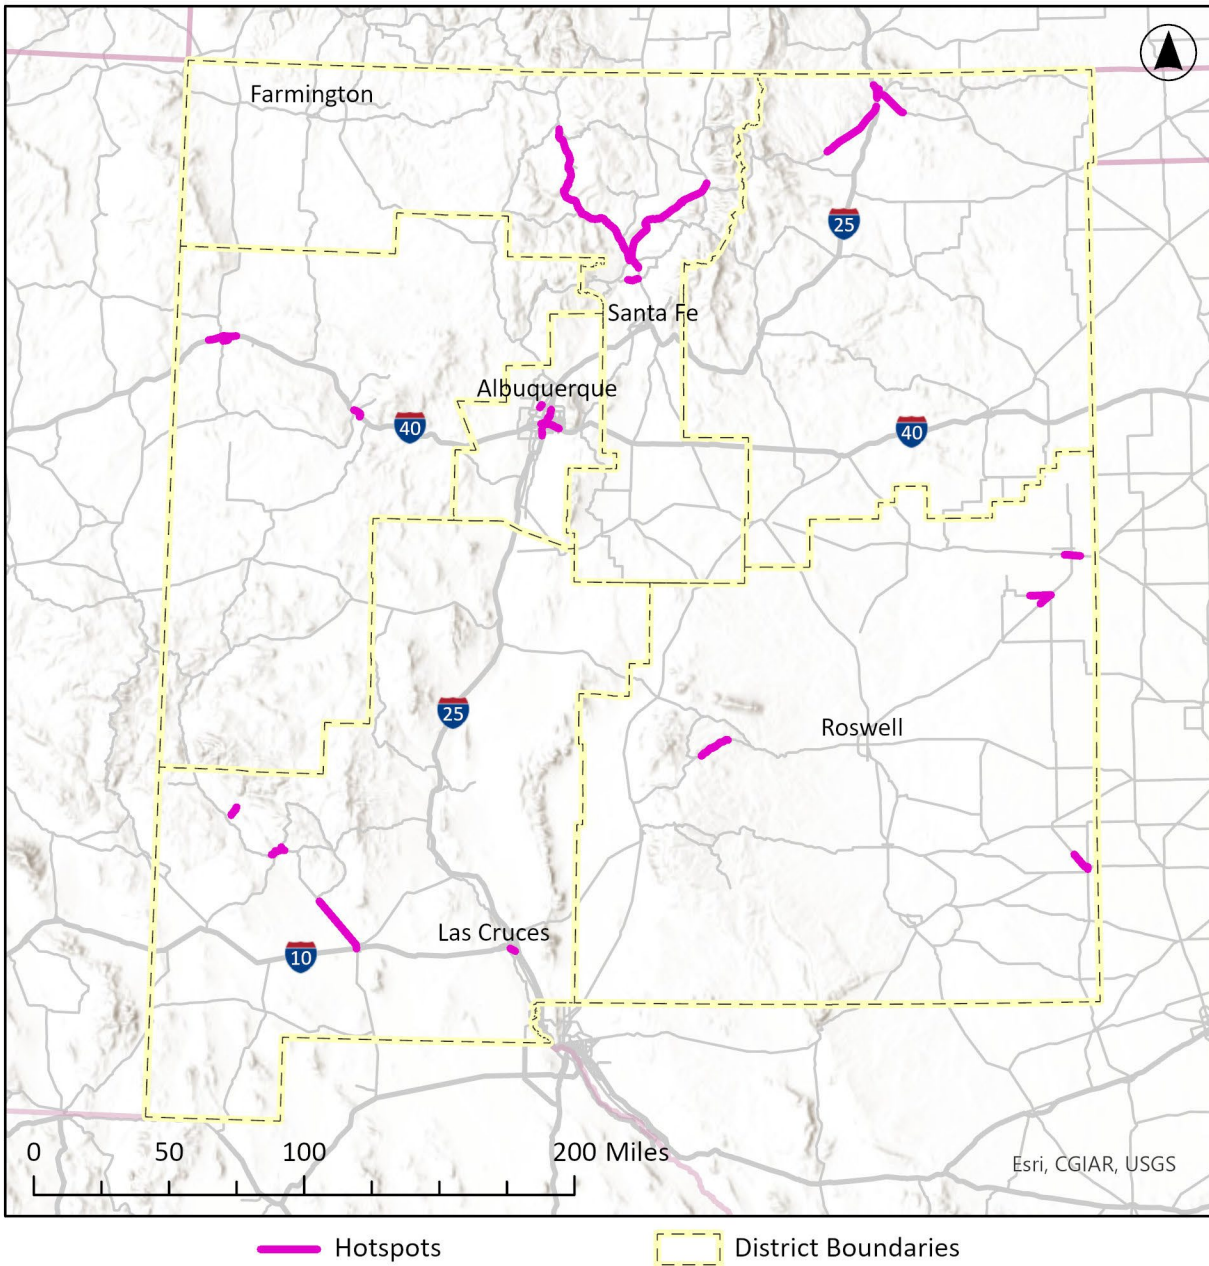 Farmington
25
Santa Fe
Albuquerque
40
40
25
Roswell
Las Cruces
10
0 50 100 200 Miles
Esri, CGIAR, USGS
Hotspots
District Boundaries